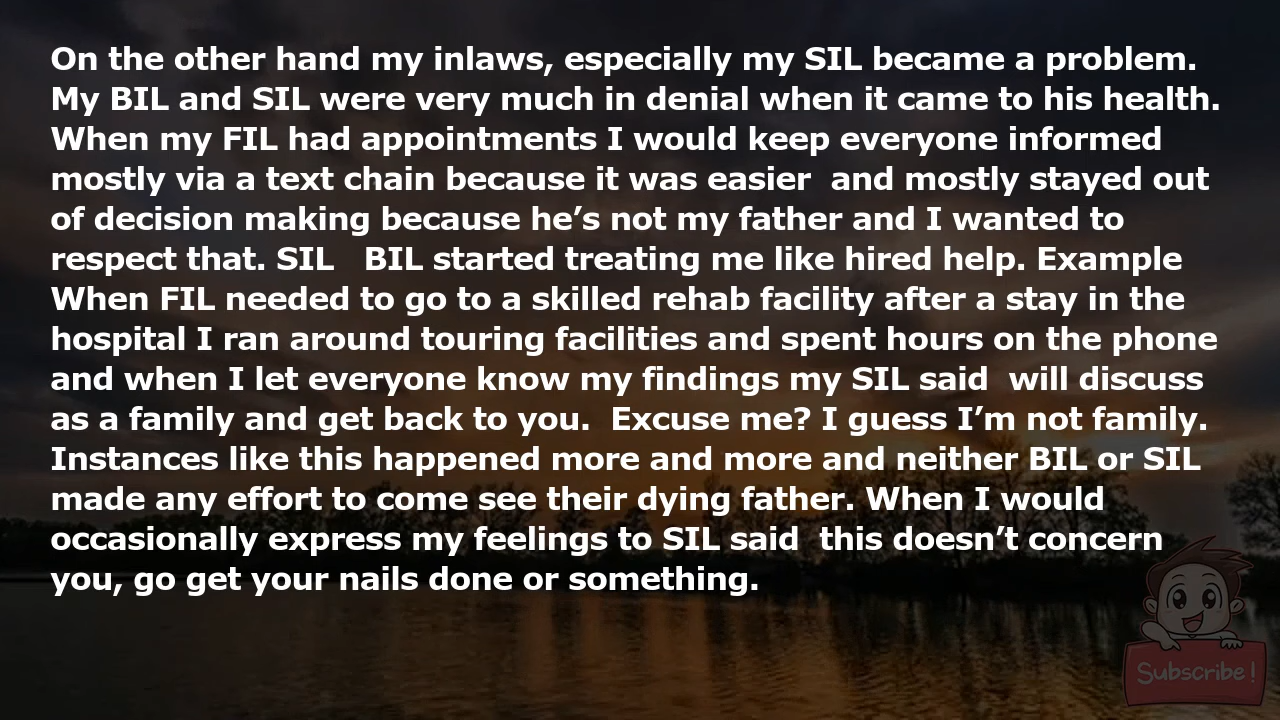 On the other hand my inlaws, especially my SIL became a problem.
My BIL and SIL were very much in denial when it came to his health.
When my FIL had appointments I would keep everyone informed
mostly via a text chain because it was easier  and mostly stayed out
of decision making because he’s not my father and I wanted to
respect that. SIL   BIL started treating me like hired help. Example
When FIL needed to go to a skilled rehab facility after a stay in the
hospital I ran around touring facilities and spent hours on the phone
and when I let everyone know my findings my SIL said  will discuss
as a family and get back to you.  Excuse me? I guess I’m not family.
Instances like this happened more and more and neither BIL or SIL
made any effort to come see their dying father. When I would
occasionally express my feelings to SIL said  this doesn’t concern
you, go get your nails done or something.
Subscribe!